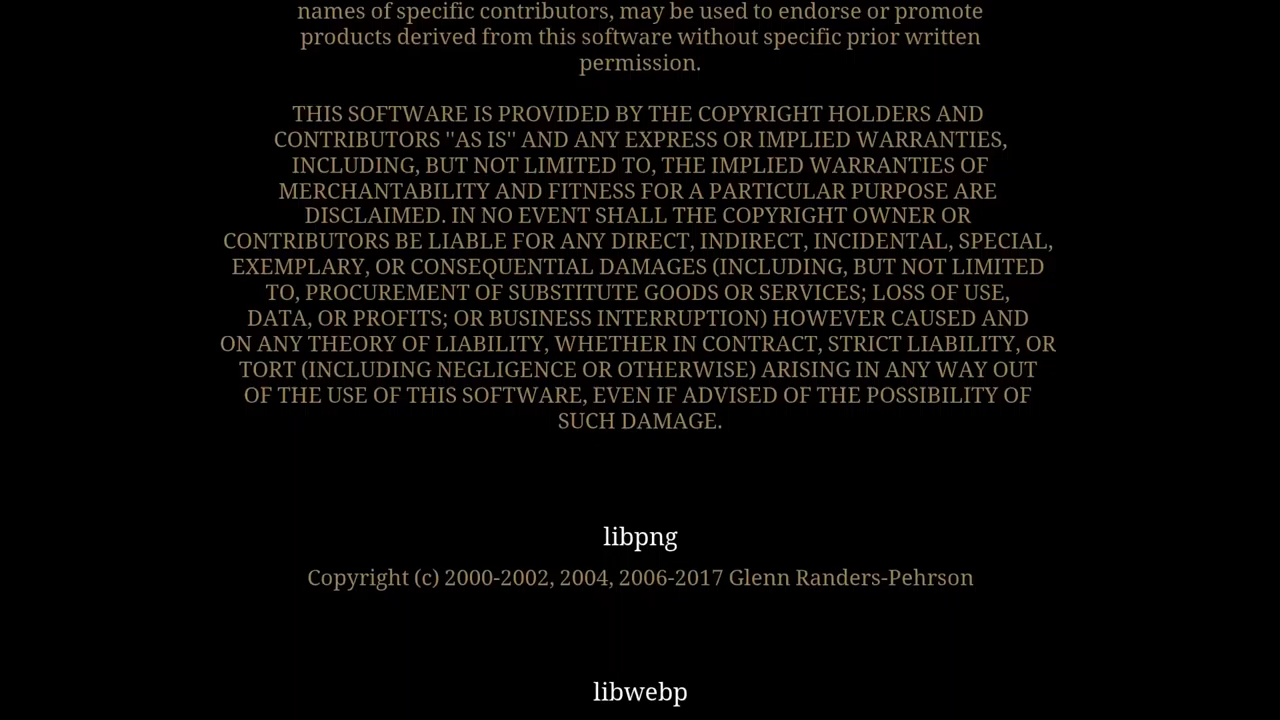 names of specific contributors, may be used to endorse or promote
products derived from this software without specific prior written
permission.
THIS SOFTWARE IS PROVIDED BY THE COPYRIGHT HOLDERS AND
CONTRIBUTORS "AS IS" AND ANY EXPRESS OR IMPLIED WARRANTIES,
INCLUDING, BUT NOT LIMITED TO, THE IMPLIED WARRANTIES OF
MERCHANTABILITY AND FITNESS FOR A PARTICULAR PURPOSE ARE
DISCLAIMED. IN NO EVENT SHALL THE COPYRIGHT OWNER OR
CONTRIBUTORS BE LIABLE FOR ANY DIRECT, INDIRECT, INCIDENTAL, SPECIAL,
EXEMPLARY, OR CONSEQUENTIAL DAMAGES (INCLUDING, BUT NOT LIMITED
TO, PROCUREMENT OF SUBSTITUTE GOODS OR SERVICES; LOSS OF USE,
DATA, OR PROFITS; OR BUSINESS INTERRUPTION) HOWEVER CAUSED AND
ON ANY THEORY OF LIABILITY, WHETHER IN CONTRACT, STRICT LIABILITY, OR
TORT (INCLUDING NEGLIGENCE OR OTHERWISE) ARISING IN ANY WAY OUT
OF THE USE OF THIS SOFTWARE, EVEN IF ADVISED OF THE POSSIBILITY OF
SUCH DAMAGE.
libpng
Copyright (c) 2000-2002, 2004, 2006-2017 Glenn Randers-Pehrson
libwebp